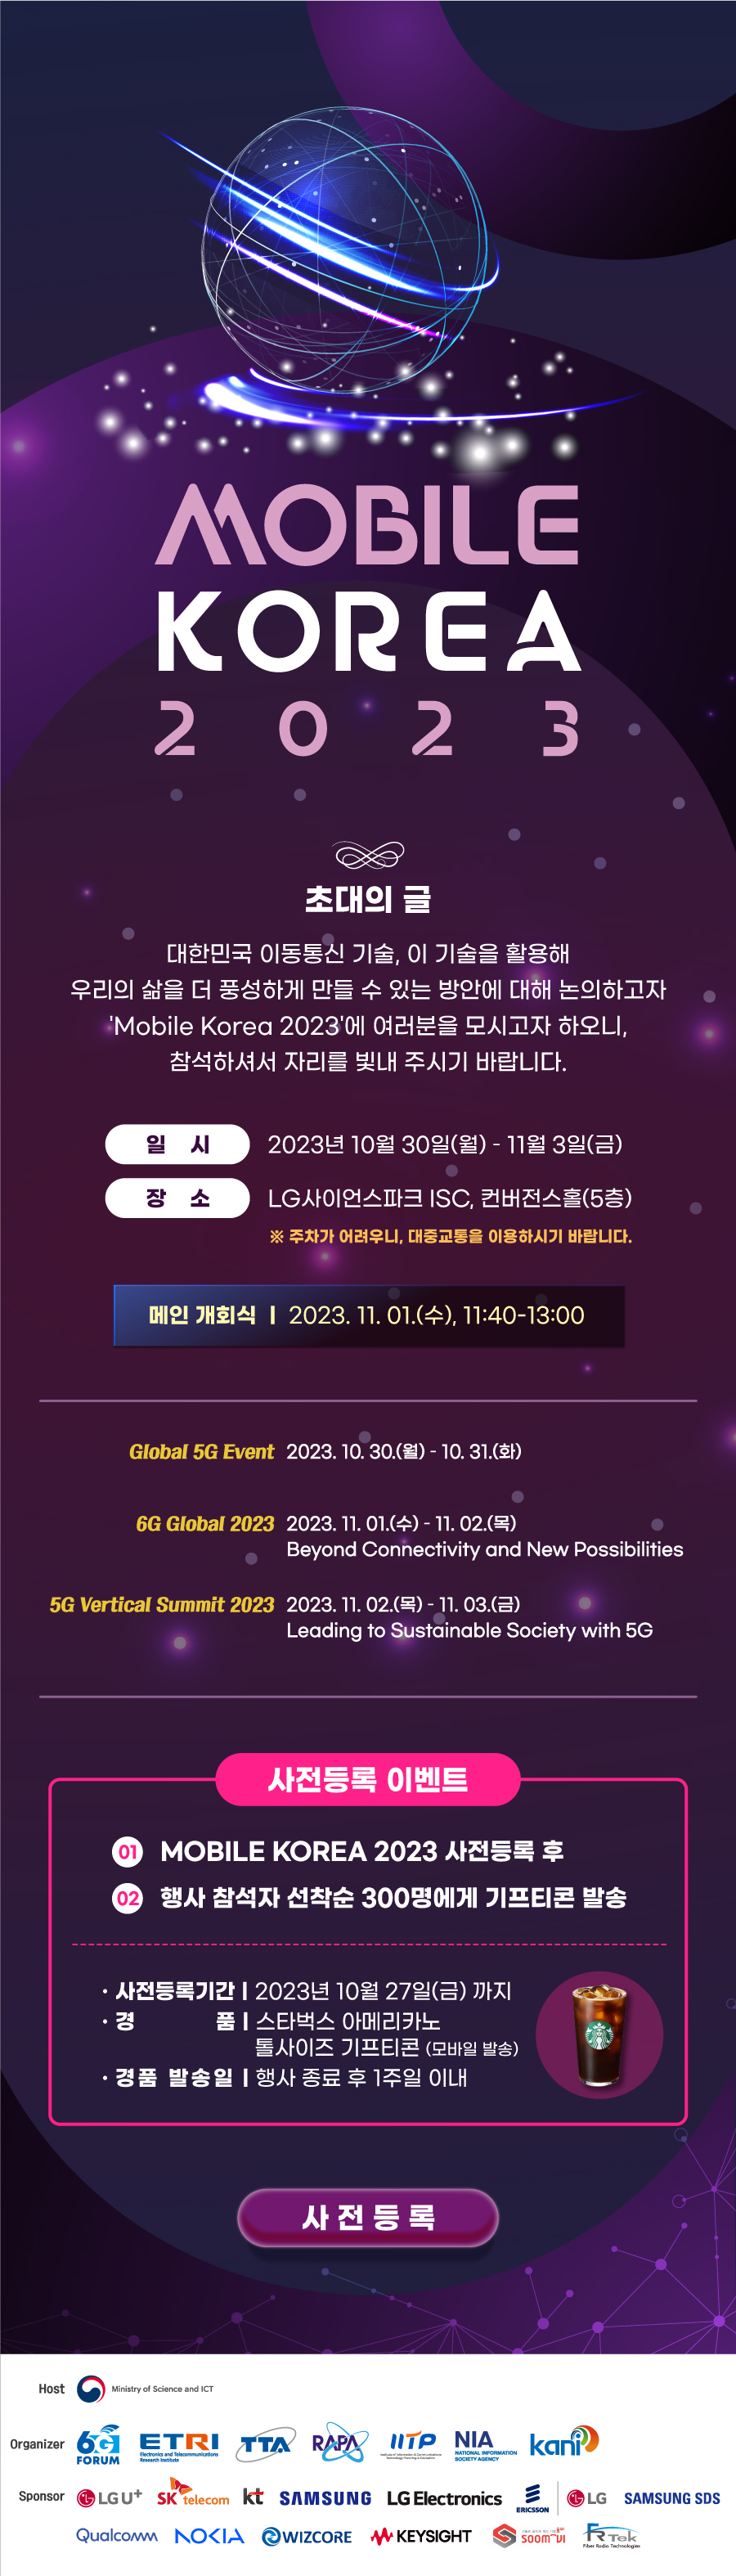 MOBILE
KOREA
2023
초대의 글
대한민국 이동통신 기술, 이 기술을 활용해
우리의 삶을 더 풍성하게 만들 수 있는 방안에 대해 논의하고자
'Mobile Korea 2023'에 여러분을 모시고자 하오니,
참석하셔서 자리를 빛내 주시기 바랍니다.
일 시 2023년 10월 30일(월) - 11월 3일(금)
장 소 LG사이언스파크 ISC, 컨버전스홀(5층)
※ 주차가 어려우니, 대중교통을 이용하시기 바랍니다.
메인 개회식 | 2023. 11. 01.(수), 11:40-13:00
Global 5G Event 2023. 10. 30.(월) - 10. 31.(화)
6G Global 2023 2023. 11. 01.(수) - 11. 02.(목)
Beyond Connectivity and New Possibilities
5G Vertical Summit 2023 2023. 11. 02.(목) - 11. 03.(금)
Leading to Sustainable Society with 5G
사전등록 이벤트
01 MOBILE KOREA 2023 사전등록 후
02 행사 참석자 선착순 300명에게 기프티콘 발송
· 사전등록기간 | 2023년 10월 27일(금) 까지
· 경 품 | 스타벅스 아메리카노
톨사이즈 기프티콘 (모바일 발송)
· 경품 발송일 | 행사 종료 후 1주일 이내
사전등록
Host Ministry of Science and ICT
Organizer 6G FORUM ETRI TTA RAPA IITP NIA kani
Electronics and Telecommunications Research Institute
Institute of Information & Communications Technology Planning & Evaluation
NATIONAL INFORMATION SOCIETY AGENCY
Sponsor LG U+ SK telecom kt SAMSUNG LG Electronics ERICSSON LG SAMSUNG SDS
Qualcomm NOKIA WIZCORE KEYSIGHT SOOMVI FRTek
Fiber Radio Technologies